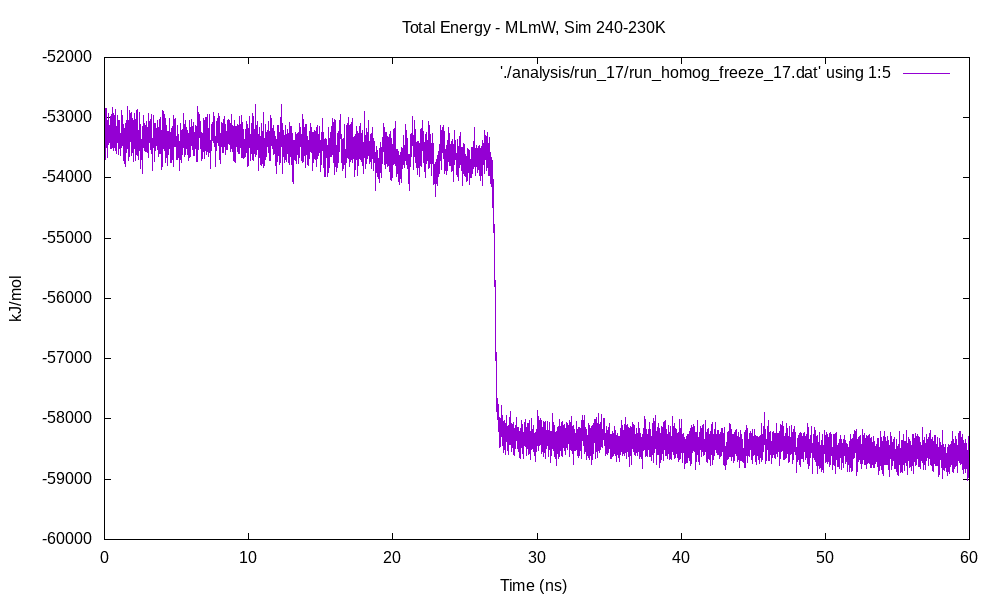 Total Energy - MLmW, Sim 240-230K
'./analysis/run_17/run_homog_freeze_17.dat' using 1:5
-52000
-53000
-54000
-55000
-56000
-57000
-58000
-59000
-60000
kJ/mol
0 10 20 30 40 50 60
Time (ns)